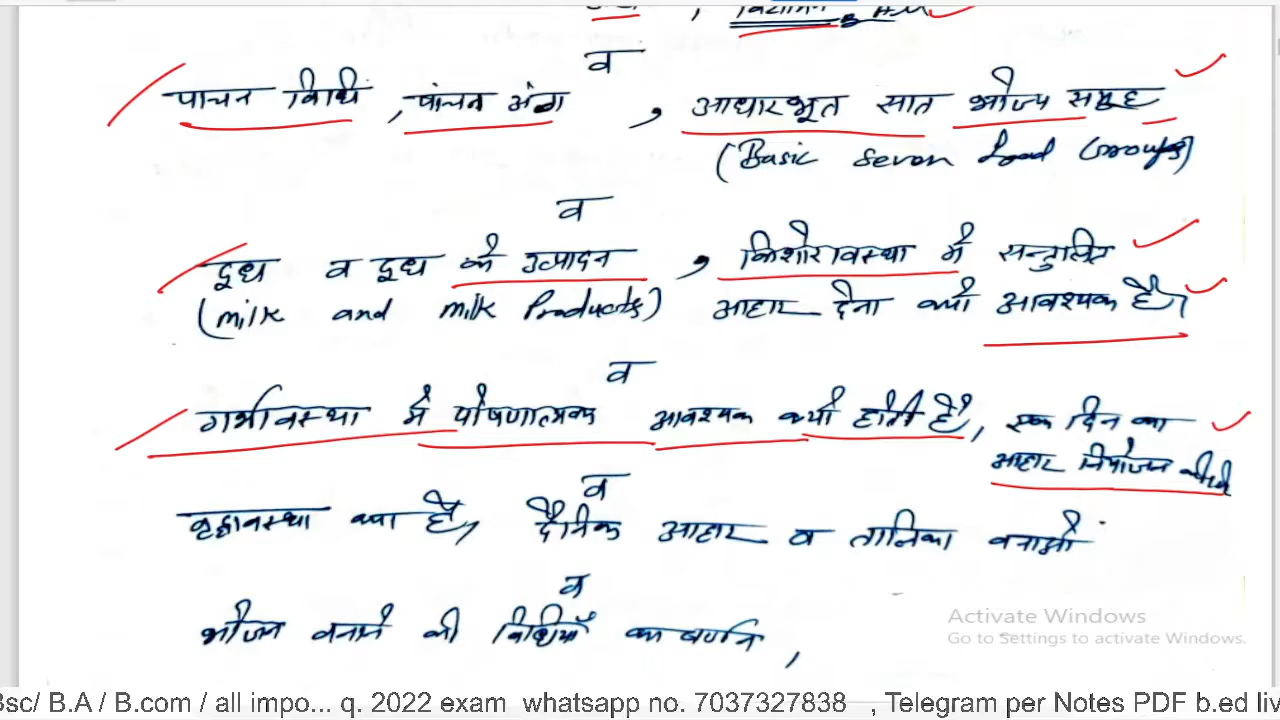 विटामिन
व
पाचन विधि , पाचन अंग , आधारभूत सात भोज्य समूह
(Basic Seven Food Groups)
व
दूध व दूध के उत्पादन , किशोरावस्था में सन्तुलित
(milk and milk Products) आहार देना क्यों आवश्यक है,
व
गर्भावस्था में पोषणात्मक आवश्यक क्यों होती है, एक दिन का
आहार नियोजन कीजिये
व
वृद्धावस्था क्या है, दैनिक आहार व तालिका बनाओ
व
भोजन बनाने की विधियाँ का वर्णन,
Activate Windows
Go to Settings to activate Windows.
Bsc/ B.A / B.com / all impo... q. 2022 exam whatsapp no. 7037327838 , Telegram per Notes PDF b.ed liv